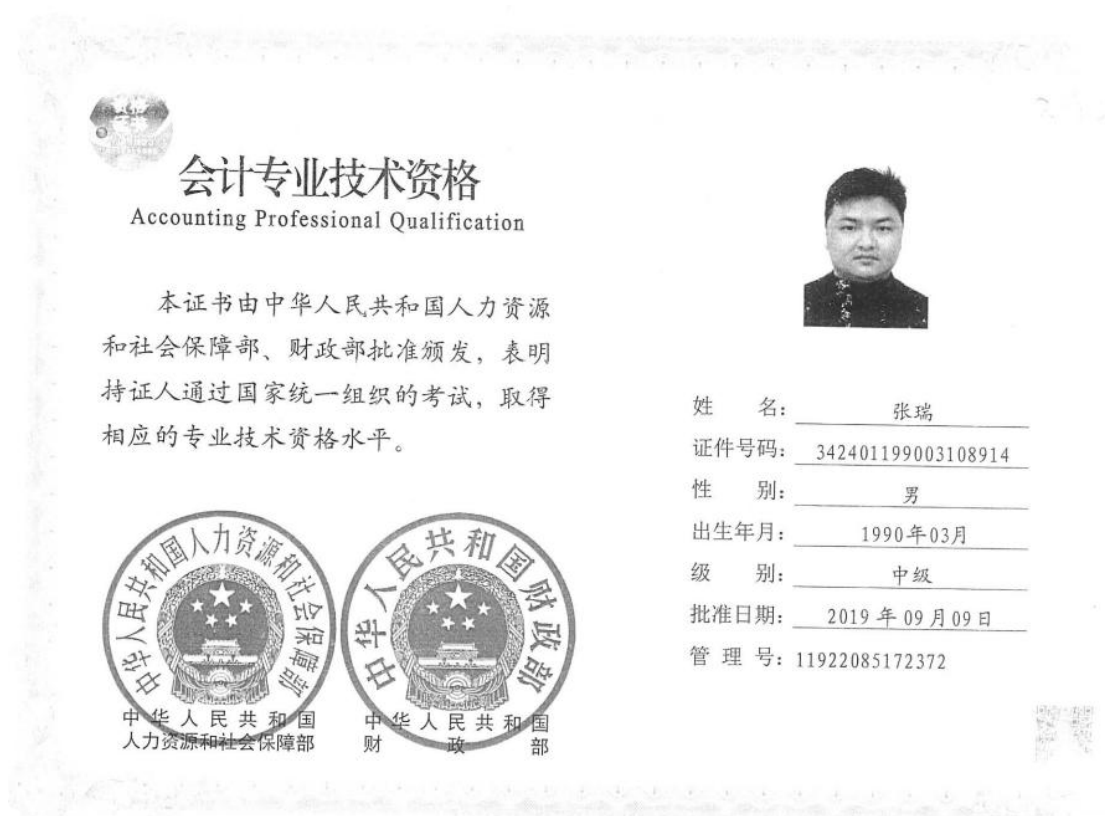 资格
证书
会计专业技术资格
Accounting Professional Qualification
本证书由中华人民共和国人力资源
和社会保障部、财政部批准颁发，表明
持证人通过国家统一组织的考试，取得
相应的专业技术资格水平。
中华人民共和国人力资源和社会保障部
中华人民共和国财政部
中华人民共和国
人力资源和社会保障部
中华人民共和国
财政部
姓名：张瑞
证件号码：342401199003108914
性别：男
出生年月：1990年03月
级别：中级
批准日期：2019年09月09日
管理号：11922085172372